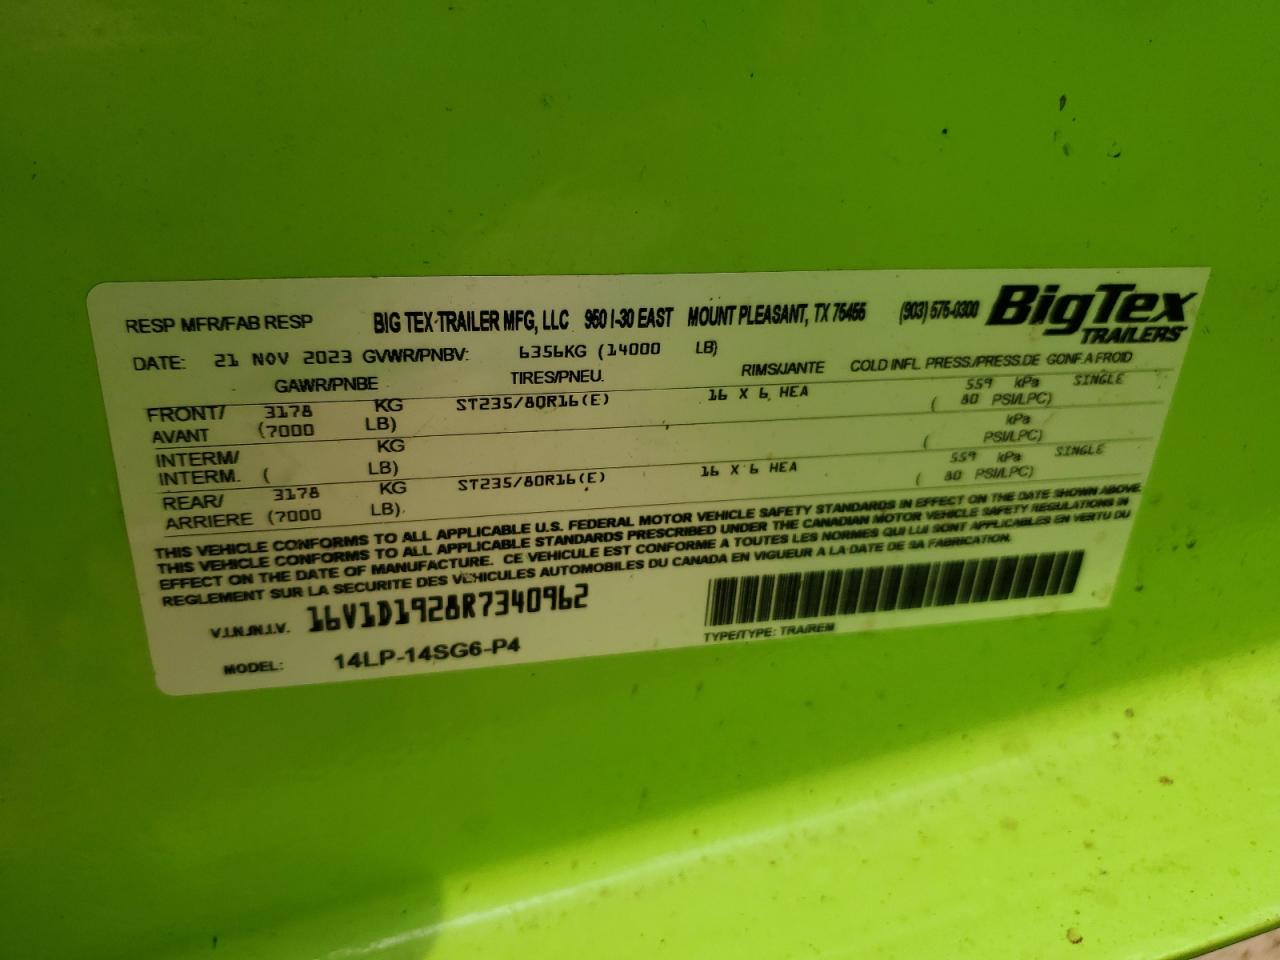 RESP MFR/FAB RESP BIG TEX TRAILER MFG, LLC 950 I-30 EAST MOUNT PLEASANT, TX 75455 (903) 575-0300 BigTex TRAILERS
DATE: 21 NOV 2023 GVWR/PNBV: 6356KG (14000 LB)
GAWR/PNBE TIRES/PNEU. RIMS/JANTE COLD INFL. PRESS/PRESS.DE GONF.A FROID
FRONT/ 3178 KG ST235/80R16(E) 16 X 6, HEA 559 kPa SINGLE
AVANT (7000 LB) ( 80 PSI/LPC)
INTERM/ KG kPa
INTERM. ( LB) ( PSI/LPC)
REAR/ 3178 KG ST235/80R16(E) 16 X 6 HEA 559 kPa SINGLE
ARRIERE (7000 LB). ( 80 PSI/LPC)
THIS VEHICLE CONFORMS TO ALL APPLICABLE U.S. FEDERAL MOTOR VEHICLE SAFETY STANDARDS IN EFFECT ON THE DATE SHOWN ABOVE.
THIS VEHICLE CONFORMS TO ALL APPLICABLE STANDARDS PRESCRIBED UNDER THE CANADIAN MOTOR VEHICLE SAFETY REGULATIONS IN
EFFECT ON THE DATE OF MANUFACTURE. CE VEHICULE EST CONFORME A TOUTES LES NORMES QUI LUI SONT APPLICABLES EN VERTU DU
REGLEMENT SUR LA SECURITE DES VEHICULES AUTOMOBILES DU CANADA EN VIGUEUR A LA DATE DE SA FABRICATION.
V.I.N./N.I.V. 16V1D1928R7340962
TYPE/TYPE: TRA/REM
MODEL: 14LP-14SG6-P4